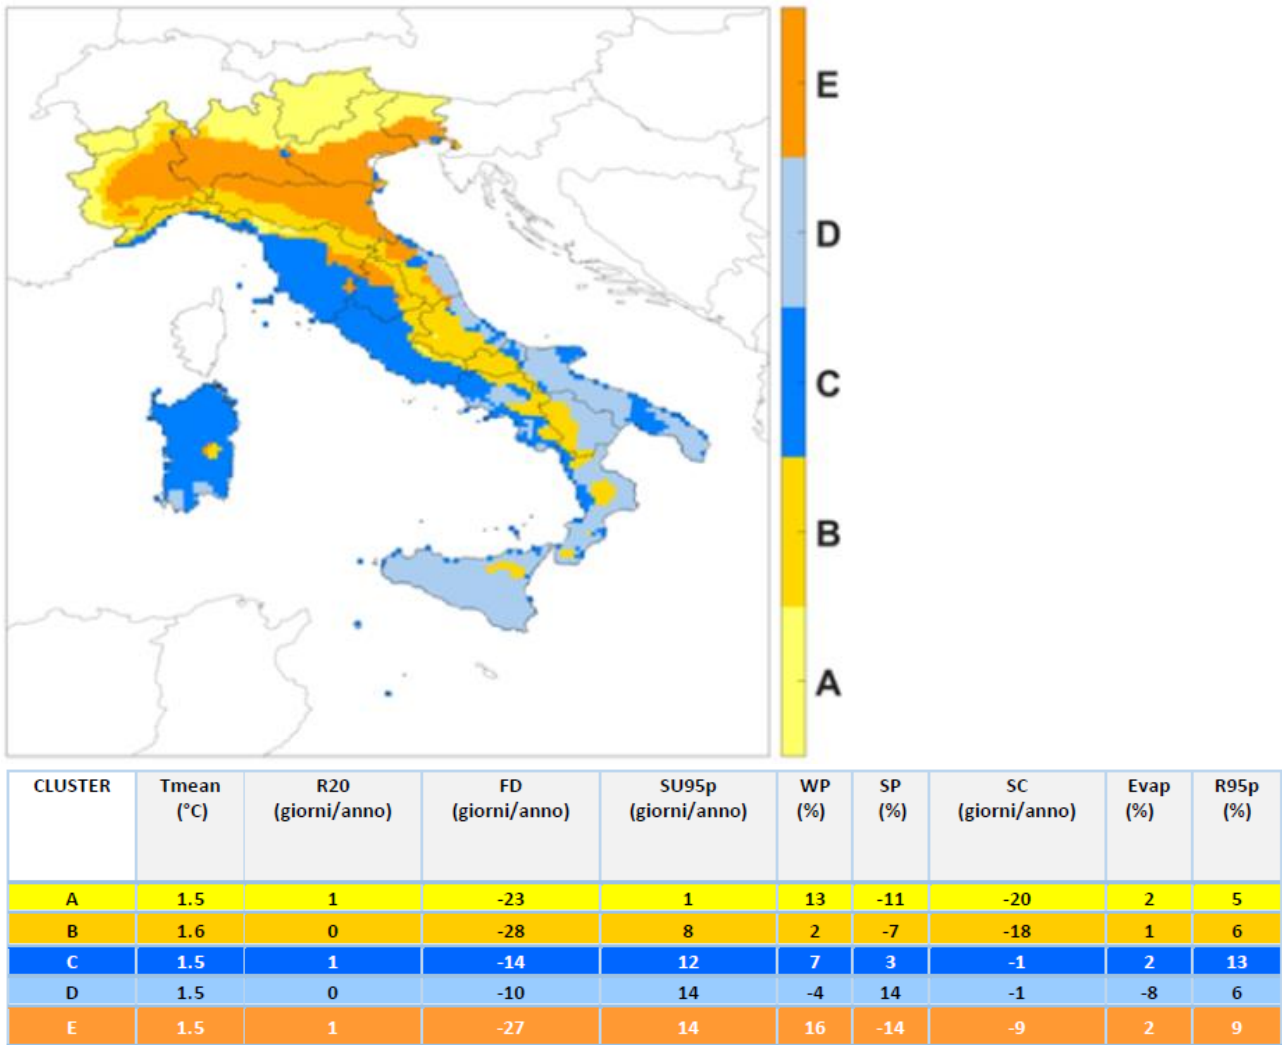 E
D
C
B
A
CLUSTER Tmean R20 FD SU95p WP SP SC Evap R95p
(°C) (giorni/anno) (giorni/anno) (giorni/anno) (%) (%) (giorni/anno) (%) (%)
A 1.5 1 -23 1 13 -11 -20 2 5
B 1.6 0 -28 8 2 -7 -18 1 6
C 1.5 1 -14 12 7 3 -1 2 13
D 1.5 0 -10 14 -4 14 -1 -8 6
E 1.5 1 -27 14 16 -14 -9 2 9